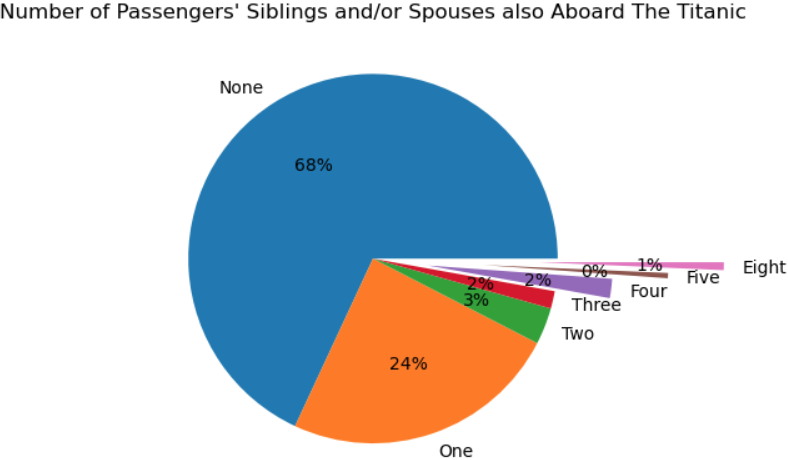 Number of Passengers' Siblings and/or Spouses also Aboard The Titanic
None
68%
1%
Eight
0%
Five
2%
2%
Four
3%
Three
Two
24%
One